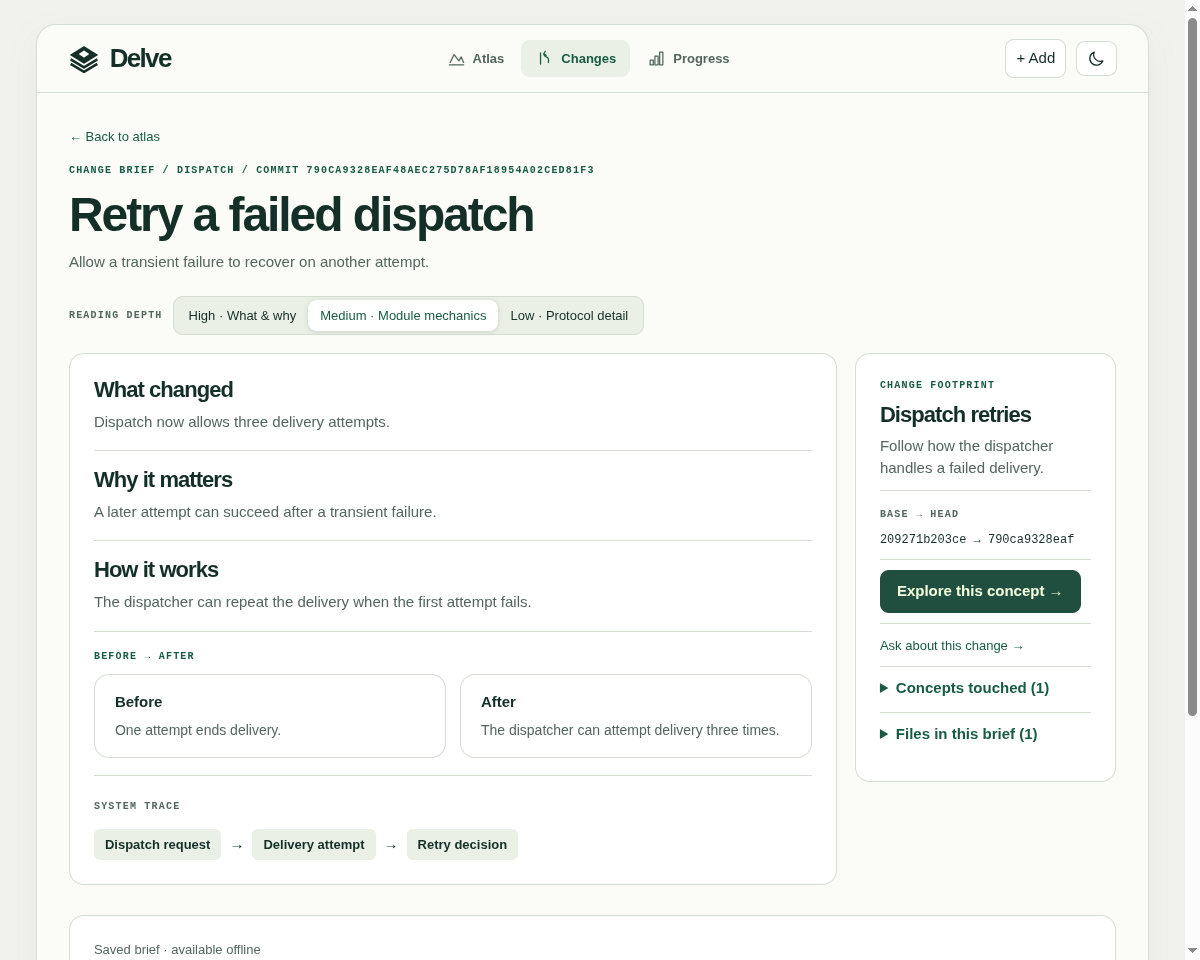 Delve
Atlas
Changes
Progress
+ Add
← Back to atlas
CHANGE BRIEF / DISPATCH / COMMIT 790CA9328EAF48AEC275D78AF18954A02CED81F3
Retry a failed dispatch
Allow a transient failure to recover on another attempt.
READING DEPTH
High · What & why
Medium · Module mechanics
Low · Protocol detail
What changed
Dispatch now allows three delivery attempts.
Why it matters
A later attempt can succeed after a transient failure.
How it works
The dispatcher can repeat the delivery when the first attempt fails.
BEFORE → AFTER
Before
One attempt ends delivery.
After
The dispatcher can attempt delivery three times.
SYSTEM TRACE
Dispatch request → Delivery attempt → Retry decision
CHANGE FOOTPRINT
Dispatch retries
Follow how the dispatcher
handles a failed delivery.
BASE → HEAD
209271b203ce → 790ca9328eaf
Explore this concept →
Ask about this change →
Concepts touched (1)
Files in this brief (1)
Saved brief · available offline